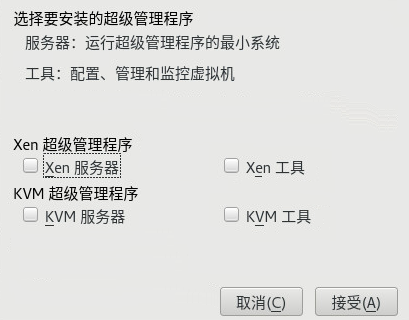 选择要安装的超级管理程序
服务器：运行超级管理程序的最小系统
工具：配置、管理和监控虚拟机
Xen 超级管理程序
Xen 服务器 Xen 工具
KVM 超级管理程序
KVM 服务器 KVM 工具
取消(C) 接受(A)